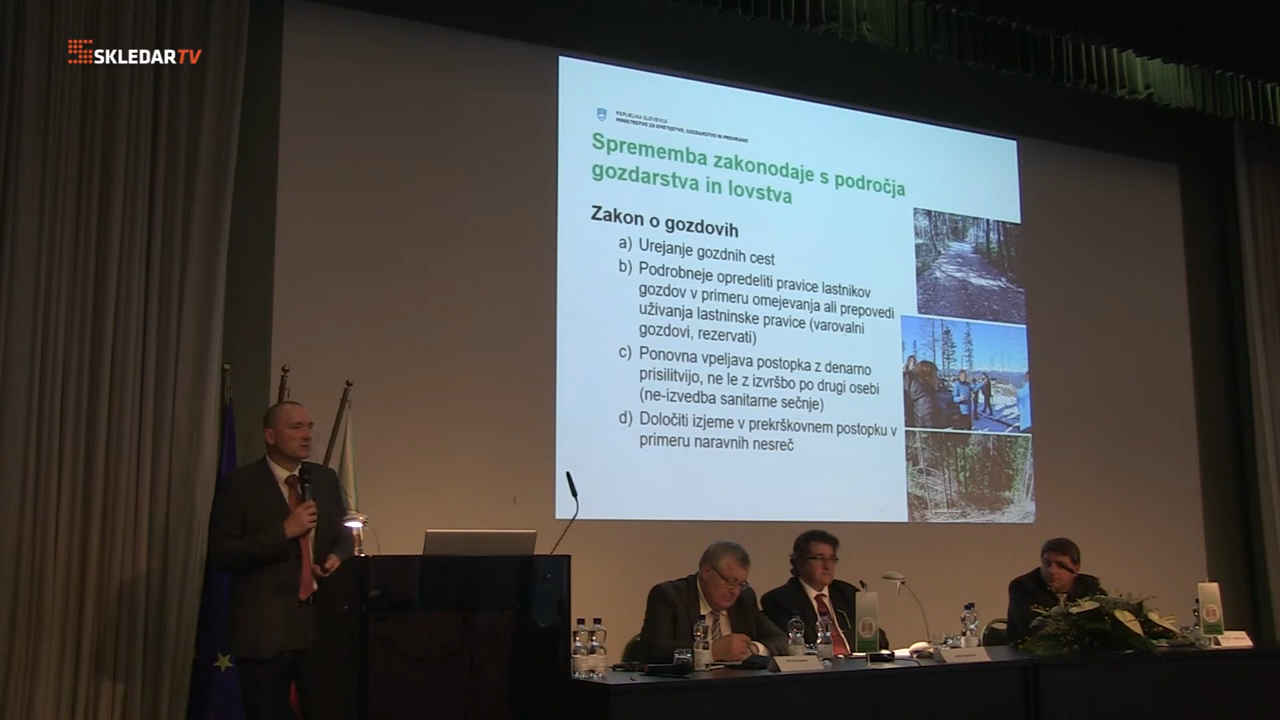 SKLEDARTV
REPUBLIKA SLOVENIJA
MINISTRSTVO ZA KMETIJSTVO, GOZDARSTVO IN PREHRANO
Sprememba zakonodaje s področja
gozdarstva in lovstva
Zakon o gozdovih
a) Urejanje gozdnih cest
b) Podrobneje opredeliti pravice lastnikov
gozdov v primeru omejevanja ali prepovedi
uživanja lastninske pravice (varovalni
gozdovi, rezervati)
c) Ponovna vpeljava postopka z denarno
prisilitvijo, ne le z izvršbo po drugi osebi
(ne-izvedba sanitarne sečnje)
d) Določiti izjeme v prekrškovnem postopku v
primeru naravnih nesreč